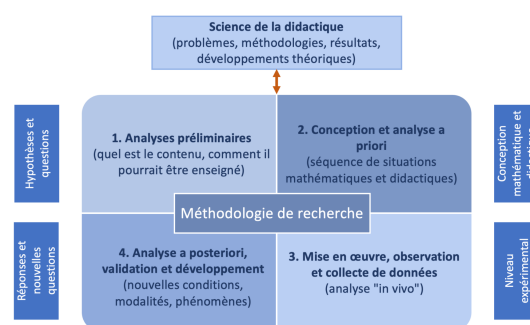 Science de la didactique
(problèmes, méthodologies, résultats,
développements théoriques)
Hypothèses et
questions
1. Analyses préliminaires
(quel est le contenu, comment il
pourrait être enseigné)
2. Conception et analyse a
priori
(séquence de situations
mathématiques et didactiques)
Conception
mathématique et
Méthodologie de recherche
Réponses et
nouvelles
questions
4. Analyse a posteriori,
validation et développement
(nouvelles conditions,
modalités, phénomènes)
3. Mise en œuvre, observation
et collecte de données
(analyse "in vivo")
Niveau
expérimental